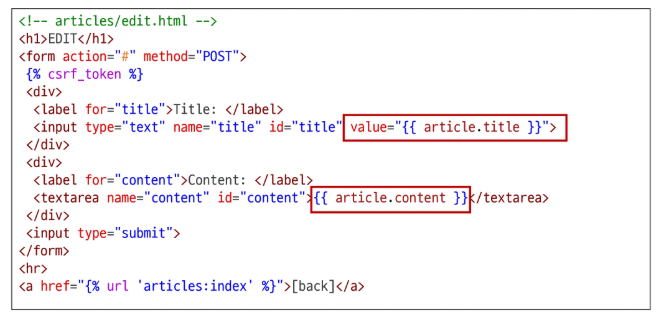 <!-- articles/edit.html -->
<h1>EDIT</h1>
<form action="#" method="POST">
{% csrf_token %}
<div>
<label for="title">Title: </label>
<input type="text" name="title" id="title" value="{{ article.title }}">
</div>
<div>
<label for="content">Content: </label>
<textarea name="content" id="content">{{ article.content }}</textarea>
</div>
<input type="submit">
</form>
<hr>
<a href="{% url 'articles:index' %}">[back]</a>